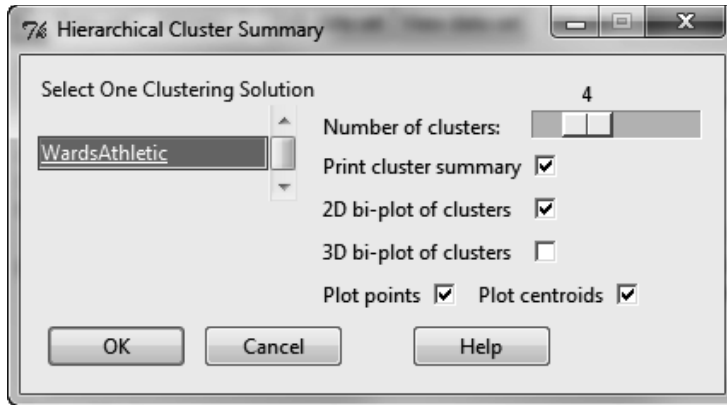 Hierarchical Cluster Summary
Select One Clustering Solution
WardsAthletic
4
Number of clusters:
Print cluster summary
2D bi-plot of clusters
3D bi-plot of clusters
Plot points Plot centroids
OK Cancel Help